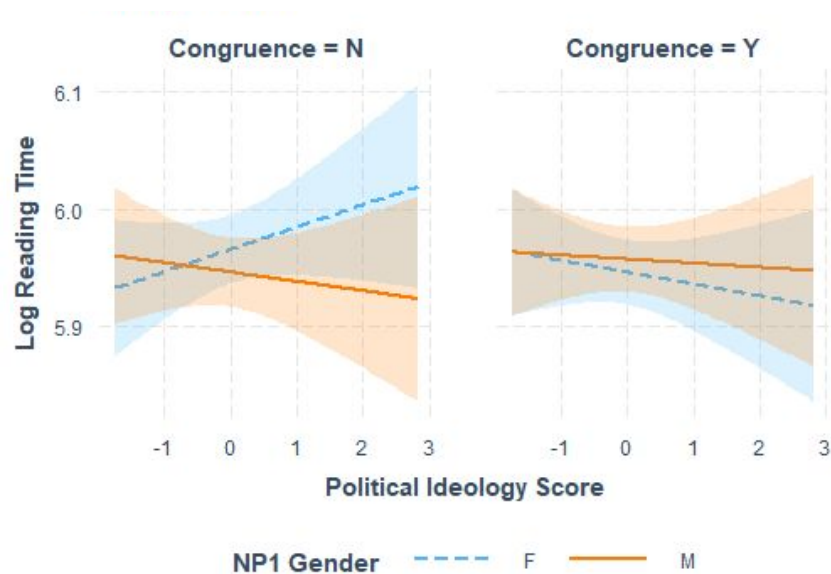 Congruence = N
Congruence = Y
Log Reading Time
6.1
6.0
5.9
-1 0 1 2 3
-1 0 1 2 3
Political Ideology Score
NP1 Gender F M